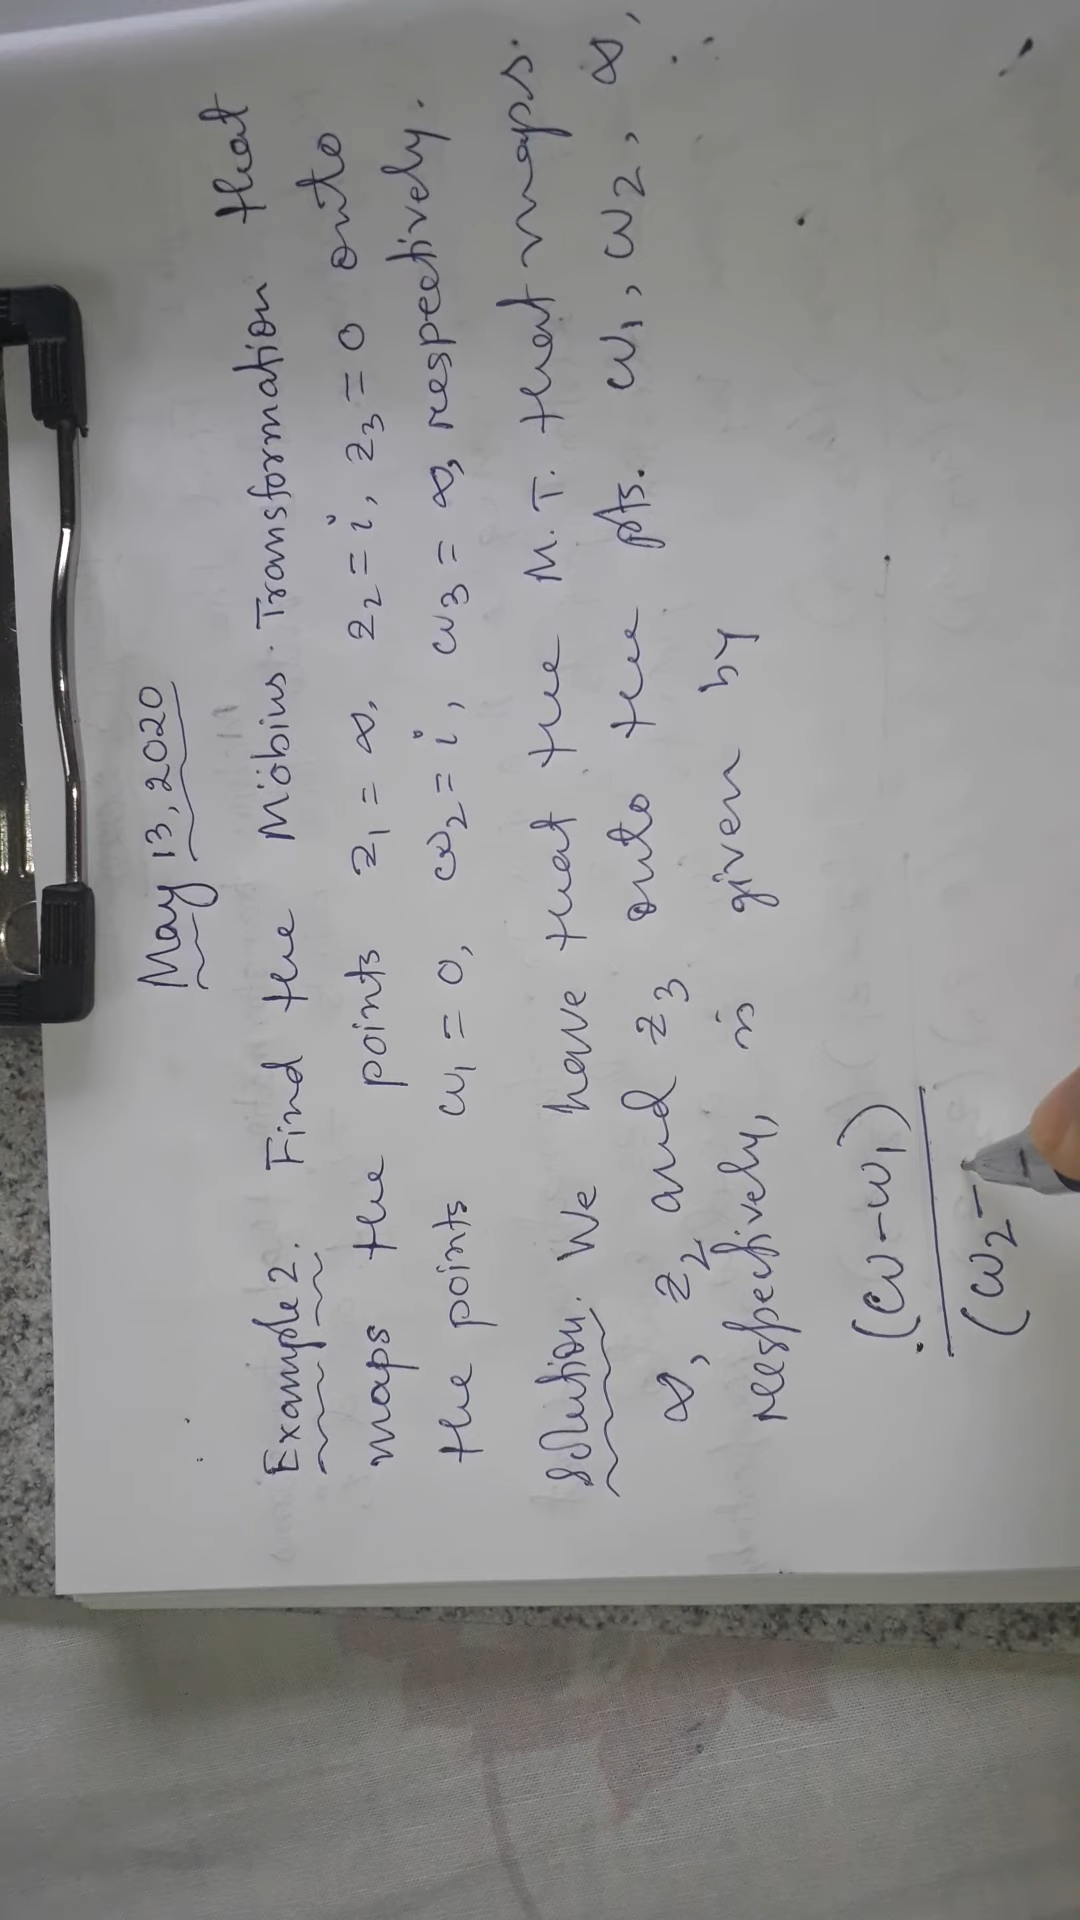 May 13, 2020
Example 2. Find the Möbius Transformation that
maps the points z₁ = ∞, z₂ = i, z₃ = 0 onto
the points w₁ = 0, w₂ = i, w₃ = ∞, respectively.
Solution. We have that the M. T. that maps
∞, z₂ and z₃ onto the pts. w₁, w₂, ∞,
respectively, is given by
(w-w₁)
(w₂-